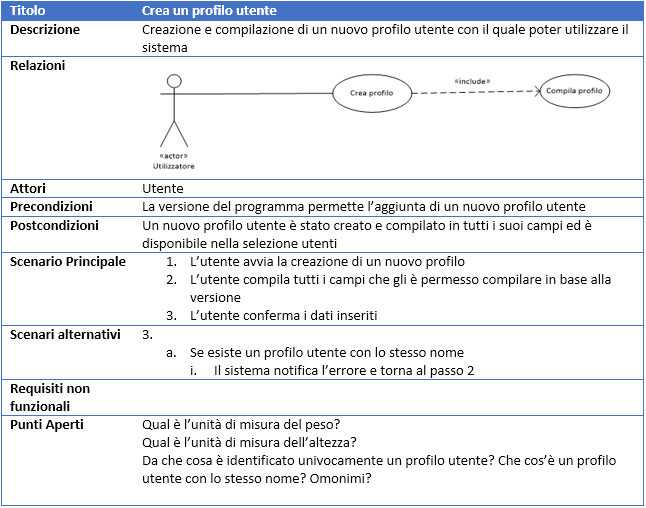 Titolo Crea un profilo utente
Descrizione Creazione e compilazione di un nuovo profilo utente con il quale poter utilizzare il
sistema
Relazioni
Crea profilo
«include»
Compila profilo
«actor»
Utilizzatore
Attori Utente
Precondizioni La versione del programma permette l’aggiunta di un nuovo profilo utente
Postcondizioni Un nuovo profilo utente è stato creato e compilato in tutti i suoi campi ed è
disponibile nella selezione utenti
Scenario Principale 1. L’utente avvia la creazione di un nuovo profilo
2. L’utente compila tutti i campi che gli è permesso compilare in base alla
versione
3. L’utente conferma i dati inseriti
Scenari alternativi 3.
a. Se esiste un profilo utente con lo stesso nome
i. Il sistema notifica l’errore e torna al passo 2
Requisiti non
funzionali
Punti Aperti Qual è l’unità di misura del peso?
Qual è l’unità di misura dell’altezza?
Da che cosa è identificato univocamente un profilo utente? Che cos’è un profilo
utente con lo stesso nome? Omonimi?